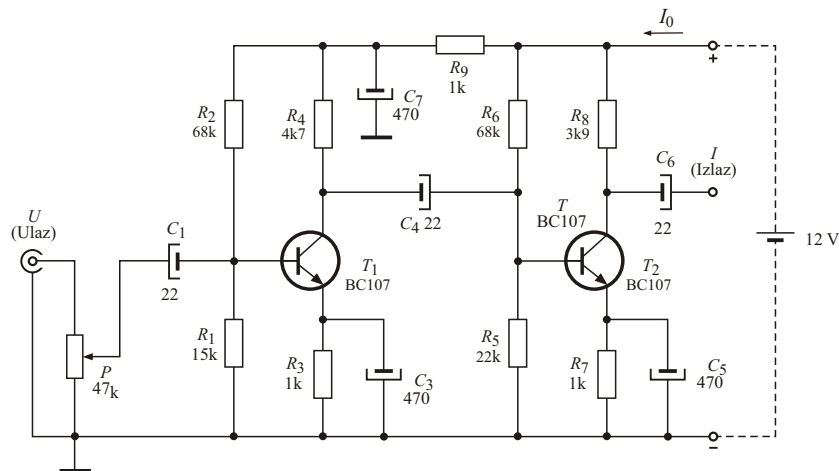 I0
+
R9
1k
R2
68k
R4
4k7
C7
470
R6
68k
R8
3k9
C6
I
(Izlaz)
22
C4 22
U
(Ulaz)
C1
22
T1
BC107
T
BC107
T2
BC107
12 V
P
47k
R1
15k
R3
1k
C3
470
R5
22k
R7
1k
C5
470
–